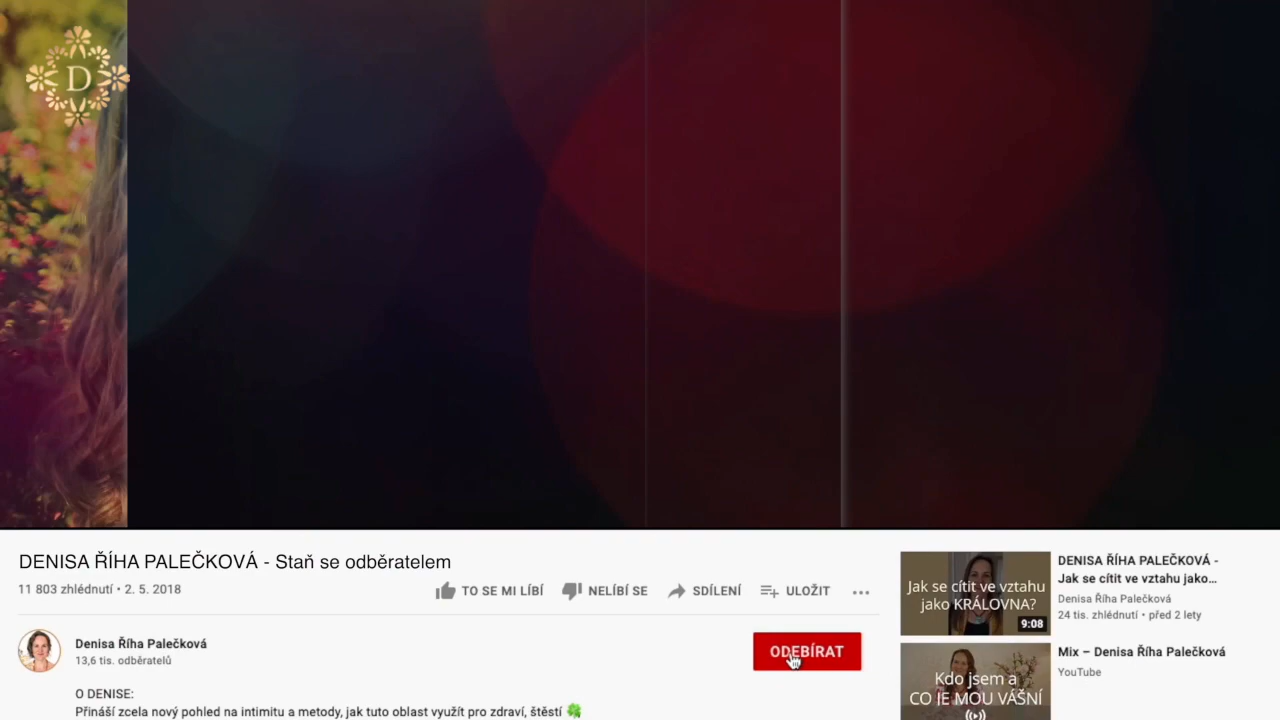 D
DENISA ŘÍHA PALEČKOVÁ - Staň se odběratelem
11 803 zhlédnutí • 2. 5. 2018
TO SE MI LÍBÍ
NELÍBÍ SE
SDÍLENÍ
ULOŽIT
Denisa Říha Palečková
13,6 tis. odběratelů
ODEBÍRAT
O DENISE:
Přináší zcela nový pohled na intimitu a metody, jak tuto oblast využít pro zdraví, štěstí 🍀
Jak se cítit ve vztahu
jako KRÁLOVNA?
9:08
DENISA ŘÍHA PALEČKOVÁ -
Jak se cítit ve vztahu jako...
Denisa Říha Palečková
24 tis. zhlédnutí • před 2 lety
Kdo jsem a
CO JE MOU VÁŠNÍ
Mix – Denisa Říha Palečková
YouTube